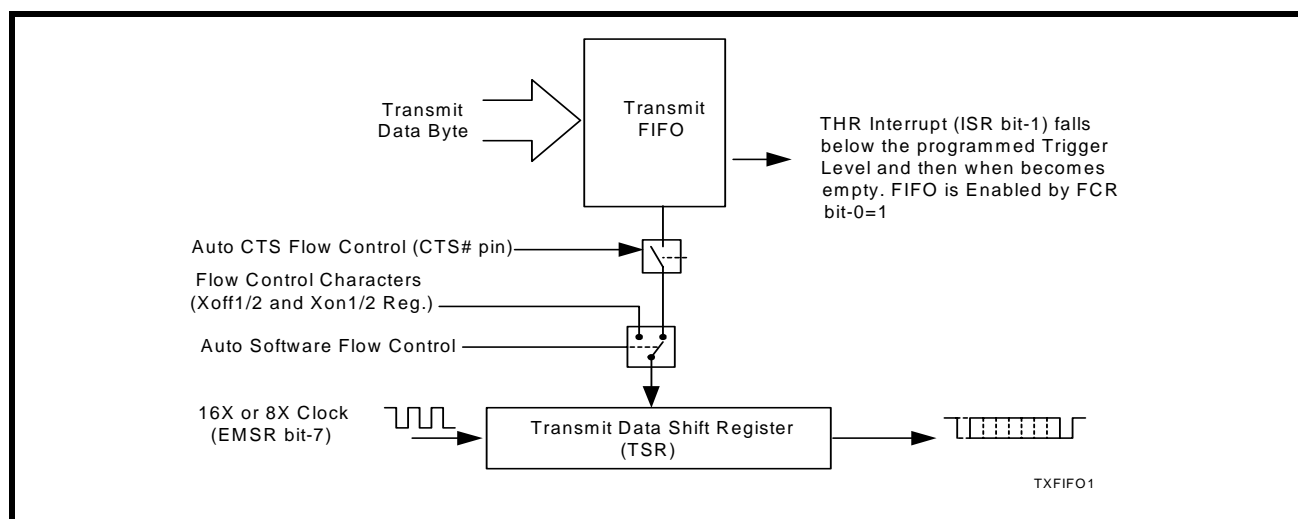 Transmit
Data Byte
Transmit
FIFO
THR Interrupt (ISR bit-1) falls
below the programmed Trigger
Level and then when becomes
empty. FIFO is Enabled by FCR
bit-0=1
Auto CTS Flow Control (CTS# pin)
Flow Control Characters
(Xoff1/2 and Xon1/2 Reg.)
Auto Software Flow Control
16X or 8X Clock
(EMSR bit-7)
Transmit Data Shift Register
(TSR)
TXFIFO1